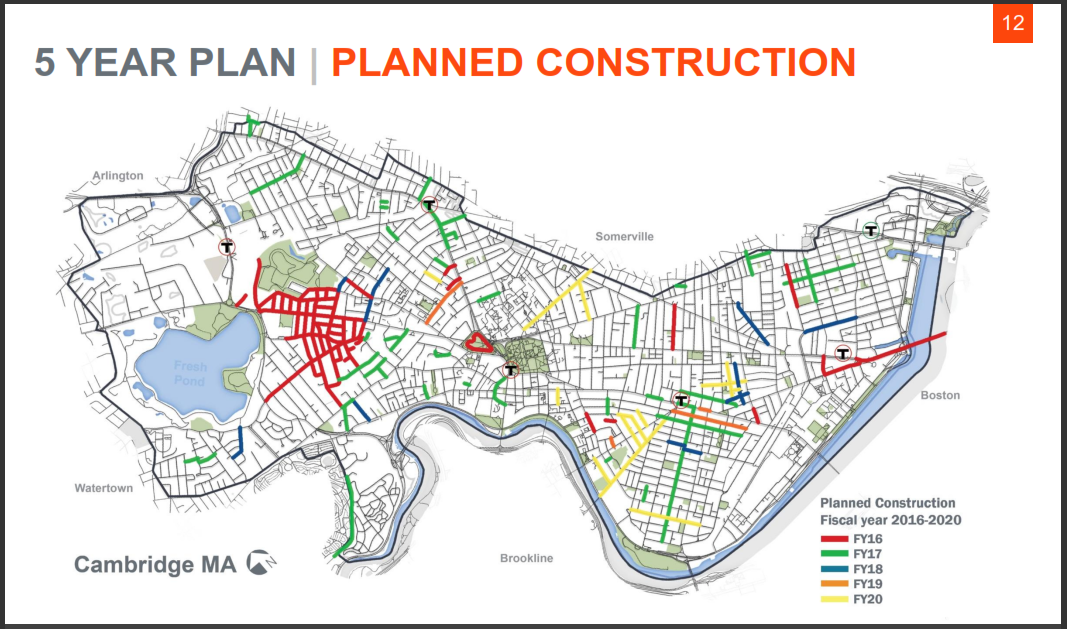 12
5 YEAR PLAN | PLANNED CONSTRUCTION
Arlington
Somerville
T
T
T
T
Fresh
Pond
T
T
Boston
Watertown
Planned Construction
Fiscal year 2016-2020
FY16
FY17
FY18
FY19
FY20
Brookline
Cambridge MA
N